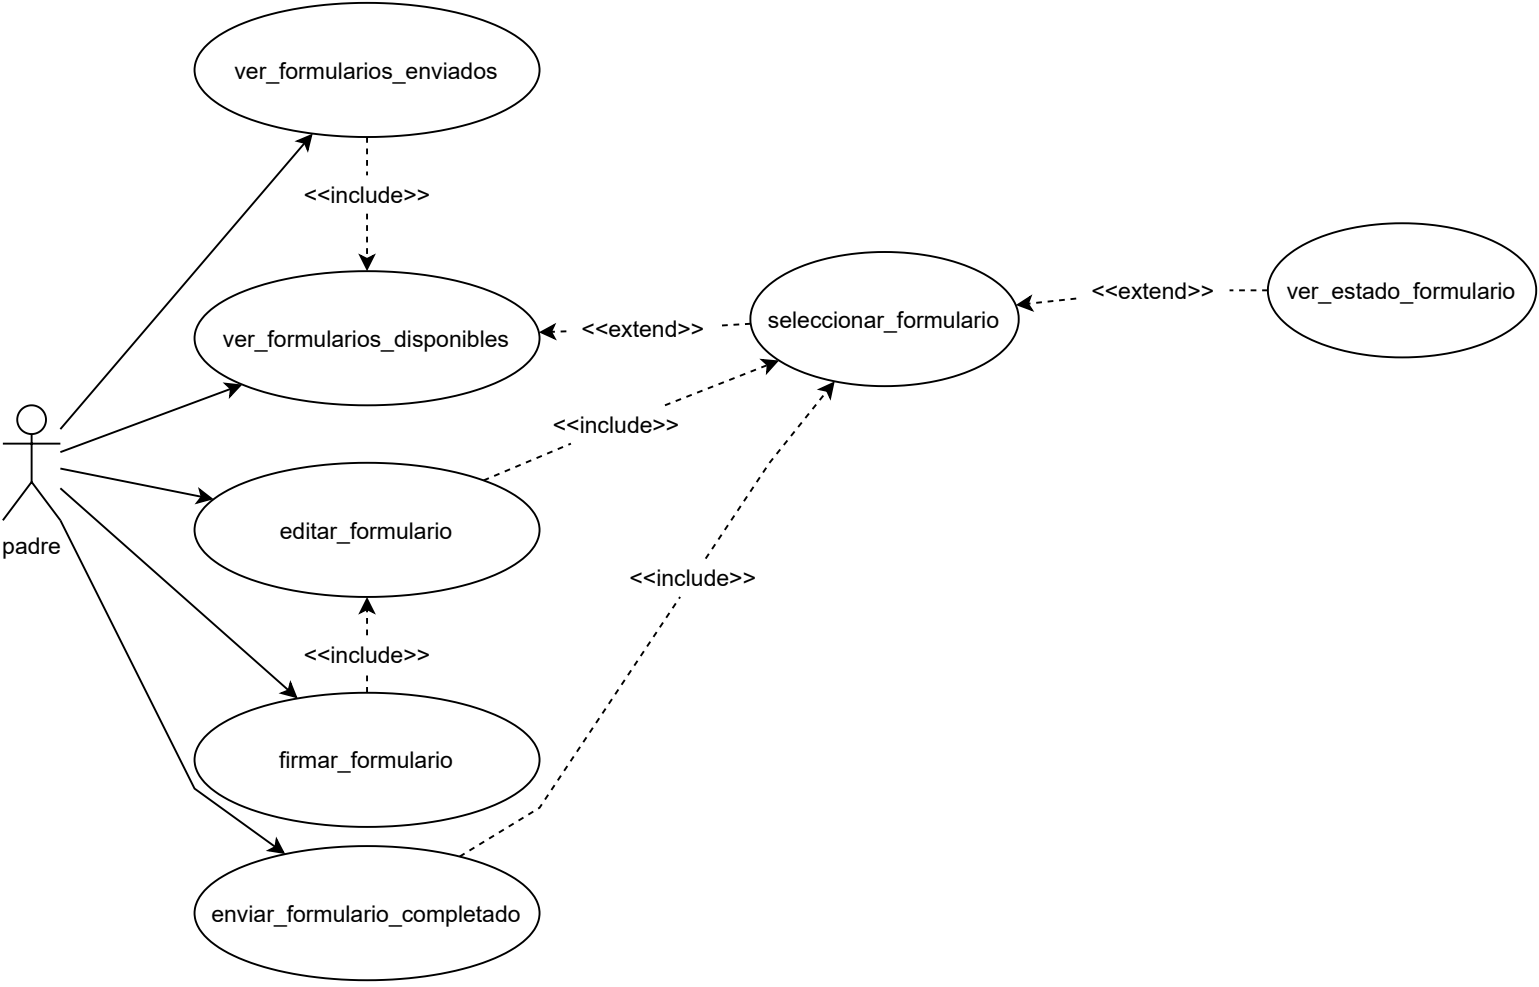 ver_formularios_enviados
<<include>>
ver_formularios_disponibles
<<extend>>
seleccionar_formulario
<<extend>>
ver_estado_formulario
<<include>>
padre
editar_formulario
<<include>>
<<include>>
firmar_formulario
enviar_formulario_completado